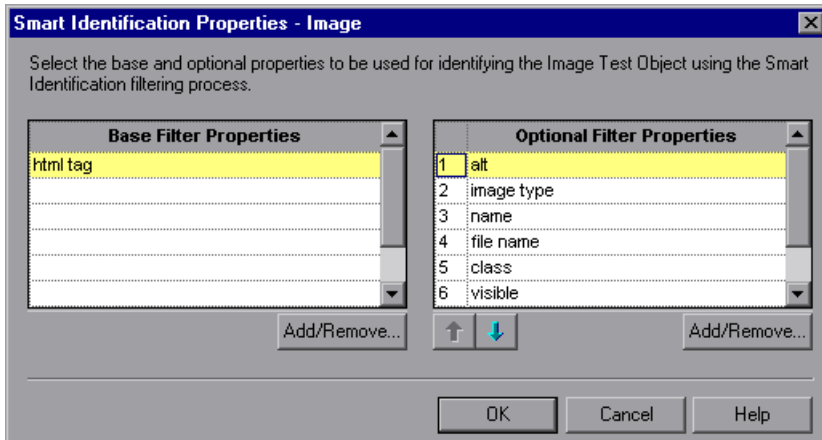 Smart Identification Properties - Image
Select the base and optional properties to be used for identifying the Image Test Object using the Smart
Identification filtering process.
Base Filter Properties
html tag
Add/Remove...
Optional Filter Properties
1 alt
2 image type
3 name
4 file name
5 class
6 visible
Add/Remove...
OK
Cancel
Help